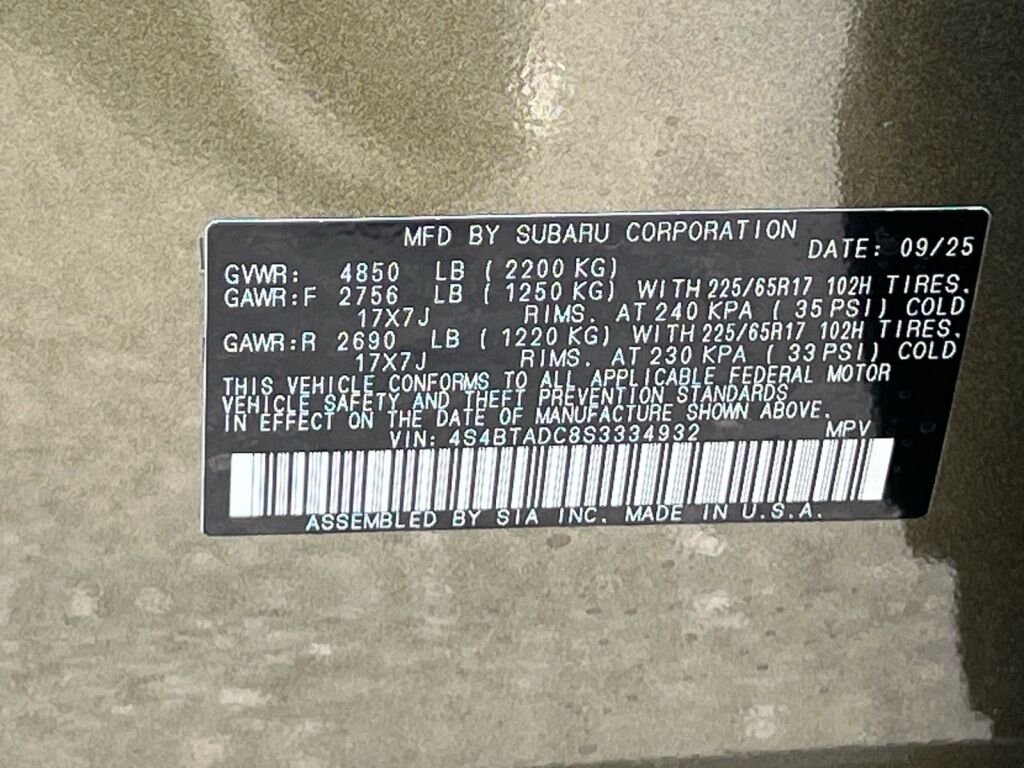 MFD BY SUBARU CORPORATION DATE: 09/25
GVWR: 4850 LB ( 2200 KG)
GAWR:F 2756 LB ( 1250 KG) WITH 225/65R17 102H TIRES.
17X7J RIMS. AT 240 KPA ( 35 PSI) COLD
GAWR:R 2690 LB ( 1220 KG) WITH 225/65R17 102H TIRES.
17X7J RIMS. AT 230 KPA ( 33 PSI) COLD
THIS VEHICLE CONFORMS TO ALL APPLICABLE FEDERAL MOTOR
VEHICLE SAFETY AND THEFT PREVENTION STANDARDS
IN EFFECT ON THE DATE OF MANUFACTURE SHOWN ABOVE.
VIN: 4S4BTADC8S3334932 MPV
ASSEMBLED BY SIA INC. MADE IN U.S.A.